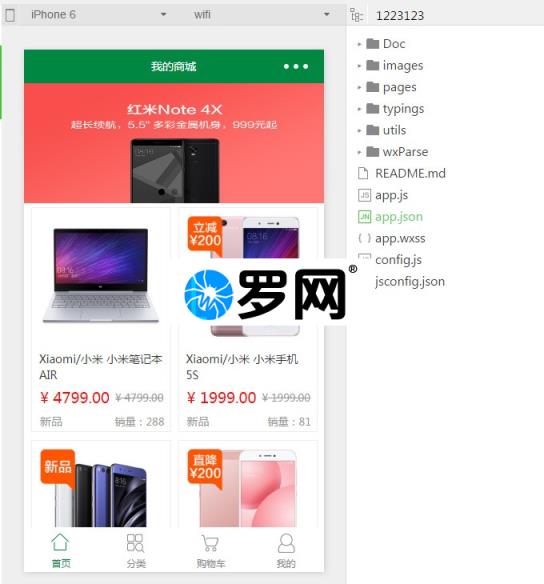 iPhone 6
wifi
1223123
我的商城
红米Note 4X
超长续航，5.5" 多彩金属机身，999元起
立减
¥200
罗网®
Xiaomi/小米 小米笔记本
AIR
¥ 4799.00 ¥ 4799.00
新品 销量：288
Xiaomi/小米 小米手机
5S
¥ 1999.00 ¥ 1999.00
新品 销量：81
新品
直降
¥200
首页
分类
购物车
我的
Doc
images
pages
typings
utils
wxParse
README.md
JS app.js
JN app.json
{ } app.wxss
config.js
jsconfig.json